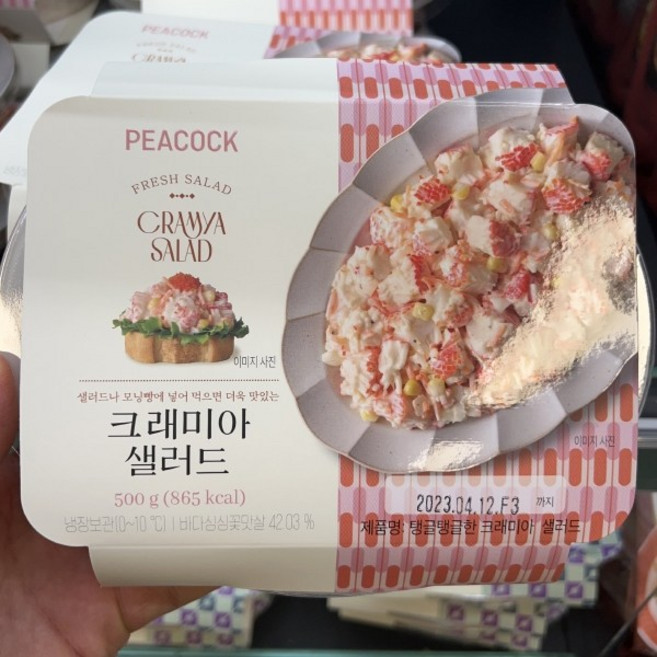 PEACOCK
PEACOCK
FRESH SALAD
CRAMYA
SALAD
이미지 사진
샐러드나 모닝빵에 넣어 먹으면 더욱 맛있는
크래미아
샐러드
500 g (865 kcal)
냉장보관(0~10 ℃) | 바다싱싱꽃맛살 42.03 %
이미지 사진
2023.04.12.F3 까지
제품명: 탱글탱글한 크래미아 샐러드